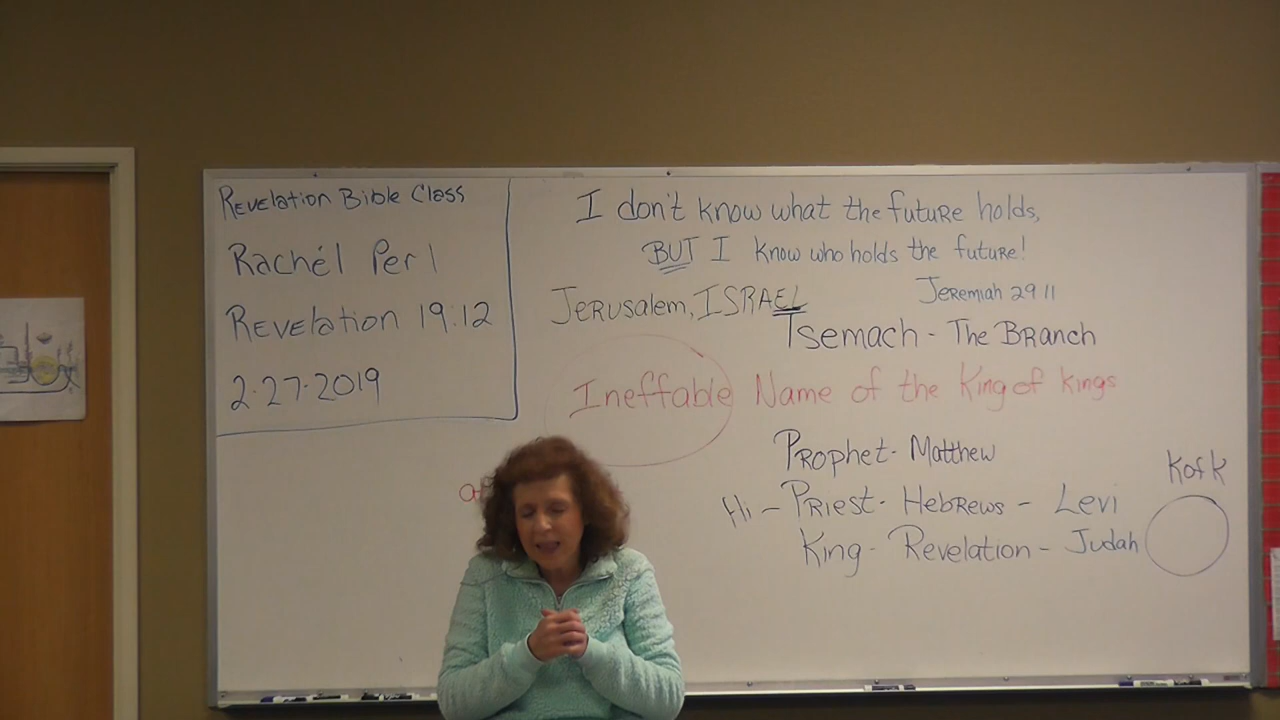 Revelation Bible Class
Rachél Perl
Revelation 19:12
2·27·2019
I don't know what the future holds,
BUT I know who holds the future!
Jeremiah 29 11
Jerusalem, ISRAEL
Tsemach - The Branch
Ineffable Name of the King of Kings
Prophet - Matthew
Hi - Priest - Hebrews - Levi
King - Revelation - Judah
K of K